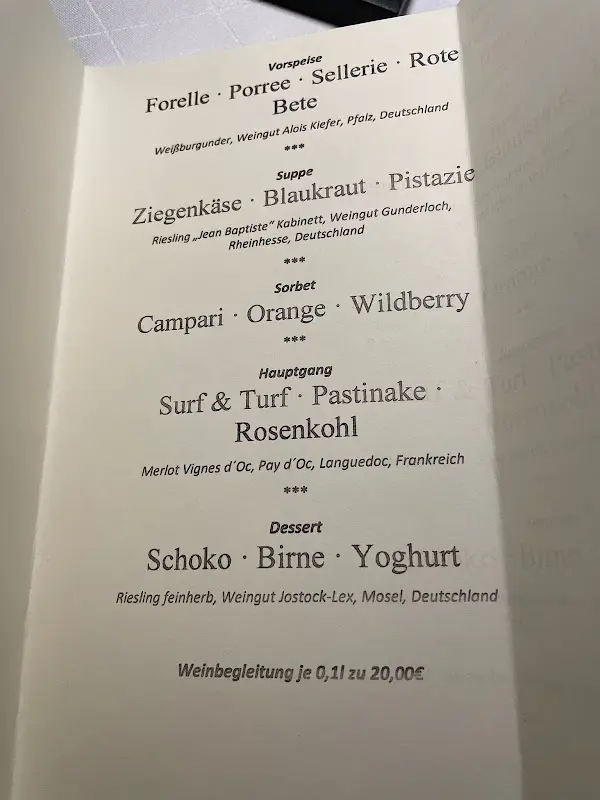 Vorspeise
Forelle · Porree · Sellerie · Rote
Bete
Weißburgunder, Weingut Alois Kiefer, Pfalz, Deutschland
***
Suppe
Ziegenkäse · Blaukraut · Pistazie
Riesling „Jean Baptiste“ Kabinett, Weingut Gunderloch,
Rheinhesse, Deutschland
***
Sorbet
Campari · Orange · Wildberry
***
Hauptgang
Surf & Turf · Pastinake ·
Rosenkohl
Merlot Vignes d´Oc, Pay d´Oc, Languedoc, Frankreich
***
Dessert
Schoko · Birne · Yoghurt
Riesling feinherb, Weingut Jostock-Lex, Mosel, Deutschland
Weinbegleitung je 0,1l zu 20,00€